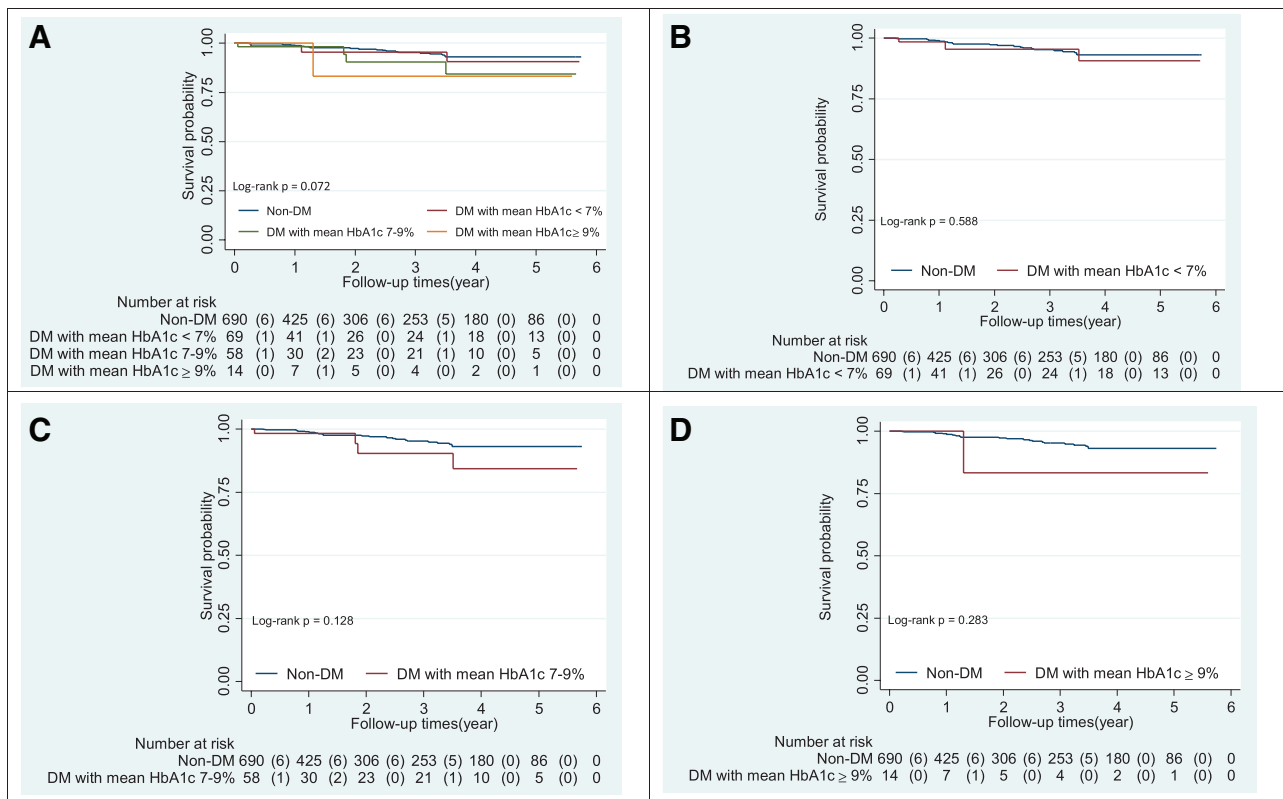 A
Survival probability
1.00
0.75
0.50
0.25
0.00
Log-rank p = 0.072
Non-DM
DM with mean HbA1c < 7%
DM with mean HbA1c 7-9%
DM with mean HbA1c≥ 9%
0 1 2 3 4 5 6
Follow-up times(year)
Number at risk
Non-DM 690 (6) 425 (6) 306 (6) 253 (5) 180 (0) 86 (0) 0
DM with mean HbA1c < 7% 69 (1) 41 (1) 26 (0) 24 (1) 18 (0) 13 (0) 0
DM with mean HbA1c 7-9% 58 (1) 30 (2) 23 (0) 21 (1) 10 (0) 5 (0) 0
DM with mean HbA1c ≥ 9% 14 (0) 7 (1) 5 (0) 4 (0) 2 (0) 1 (0) 0
B
Survival probability
1.00
0.75
0.50
0.25
0.00
Log-rank p = 0.588
Non-DM
DM with mean HbA1c < 7%
0 1 2 3 4 5 6
Follow-up times(year)
Number at risk
Non-DM 690 (6) 425 (6) 306 (6) 253 (5) 180 (0) 86 (0) 0
DM with mean HbA1c < 7% 69 (1) 41 (1) 26 (0) 24 (1) 18 (0) 13 (0) 0
C
Survival probability
1.00
0.75
0.50
0.25
0.00
Log-rank p = 0.128
Non-DM
DM with mean HbA1c 7-9%
0 1 2 3 4 5 6
Follow-up times(year)
Number at risk
Non-DM 690 (6) 425 (6) 306 (6) 253 (5) 180 (0) 86 (0) 0
DM with mean HbA1c 7-9% 58 (1) 30 (2) 23 (0) 21 (1) 10 (0) 5 (0) 0
D
Survival probability
1.00
0.75
0.50
0.25
0.00
Log-rank p = 0.283
Non-DM
DM with mean HbA1c ≥ 9%
0 1 2 3 4 5 6
Follow-up times(year)
Number at risk
Non-DM 690 (6) 425 (6) 306 (6) 253 (5) 180 (0) 86 (0) 0
DM with mean HbA1c ≥ 9% 14 (0) 7 (1) 5 (0) 4 (0) 2 (0) 1 (0) 0